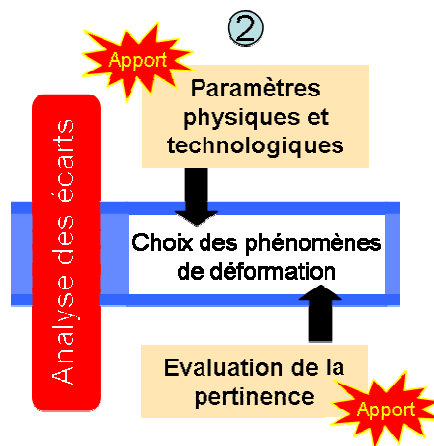 2
Apport
Paramètres
physiques et
technologiques
Analyse des écarts
Choix des phénomènes
de déformation
Evaluation de la
pertinence
Apport